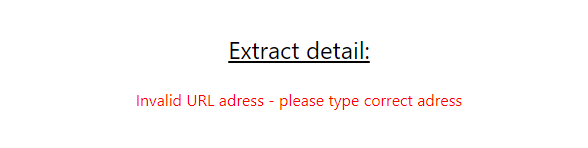 Extract detail:
Invalid URL adress - please type correct adress